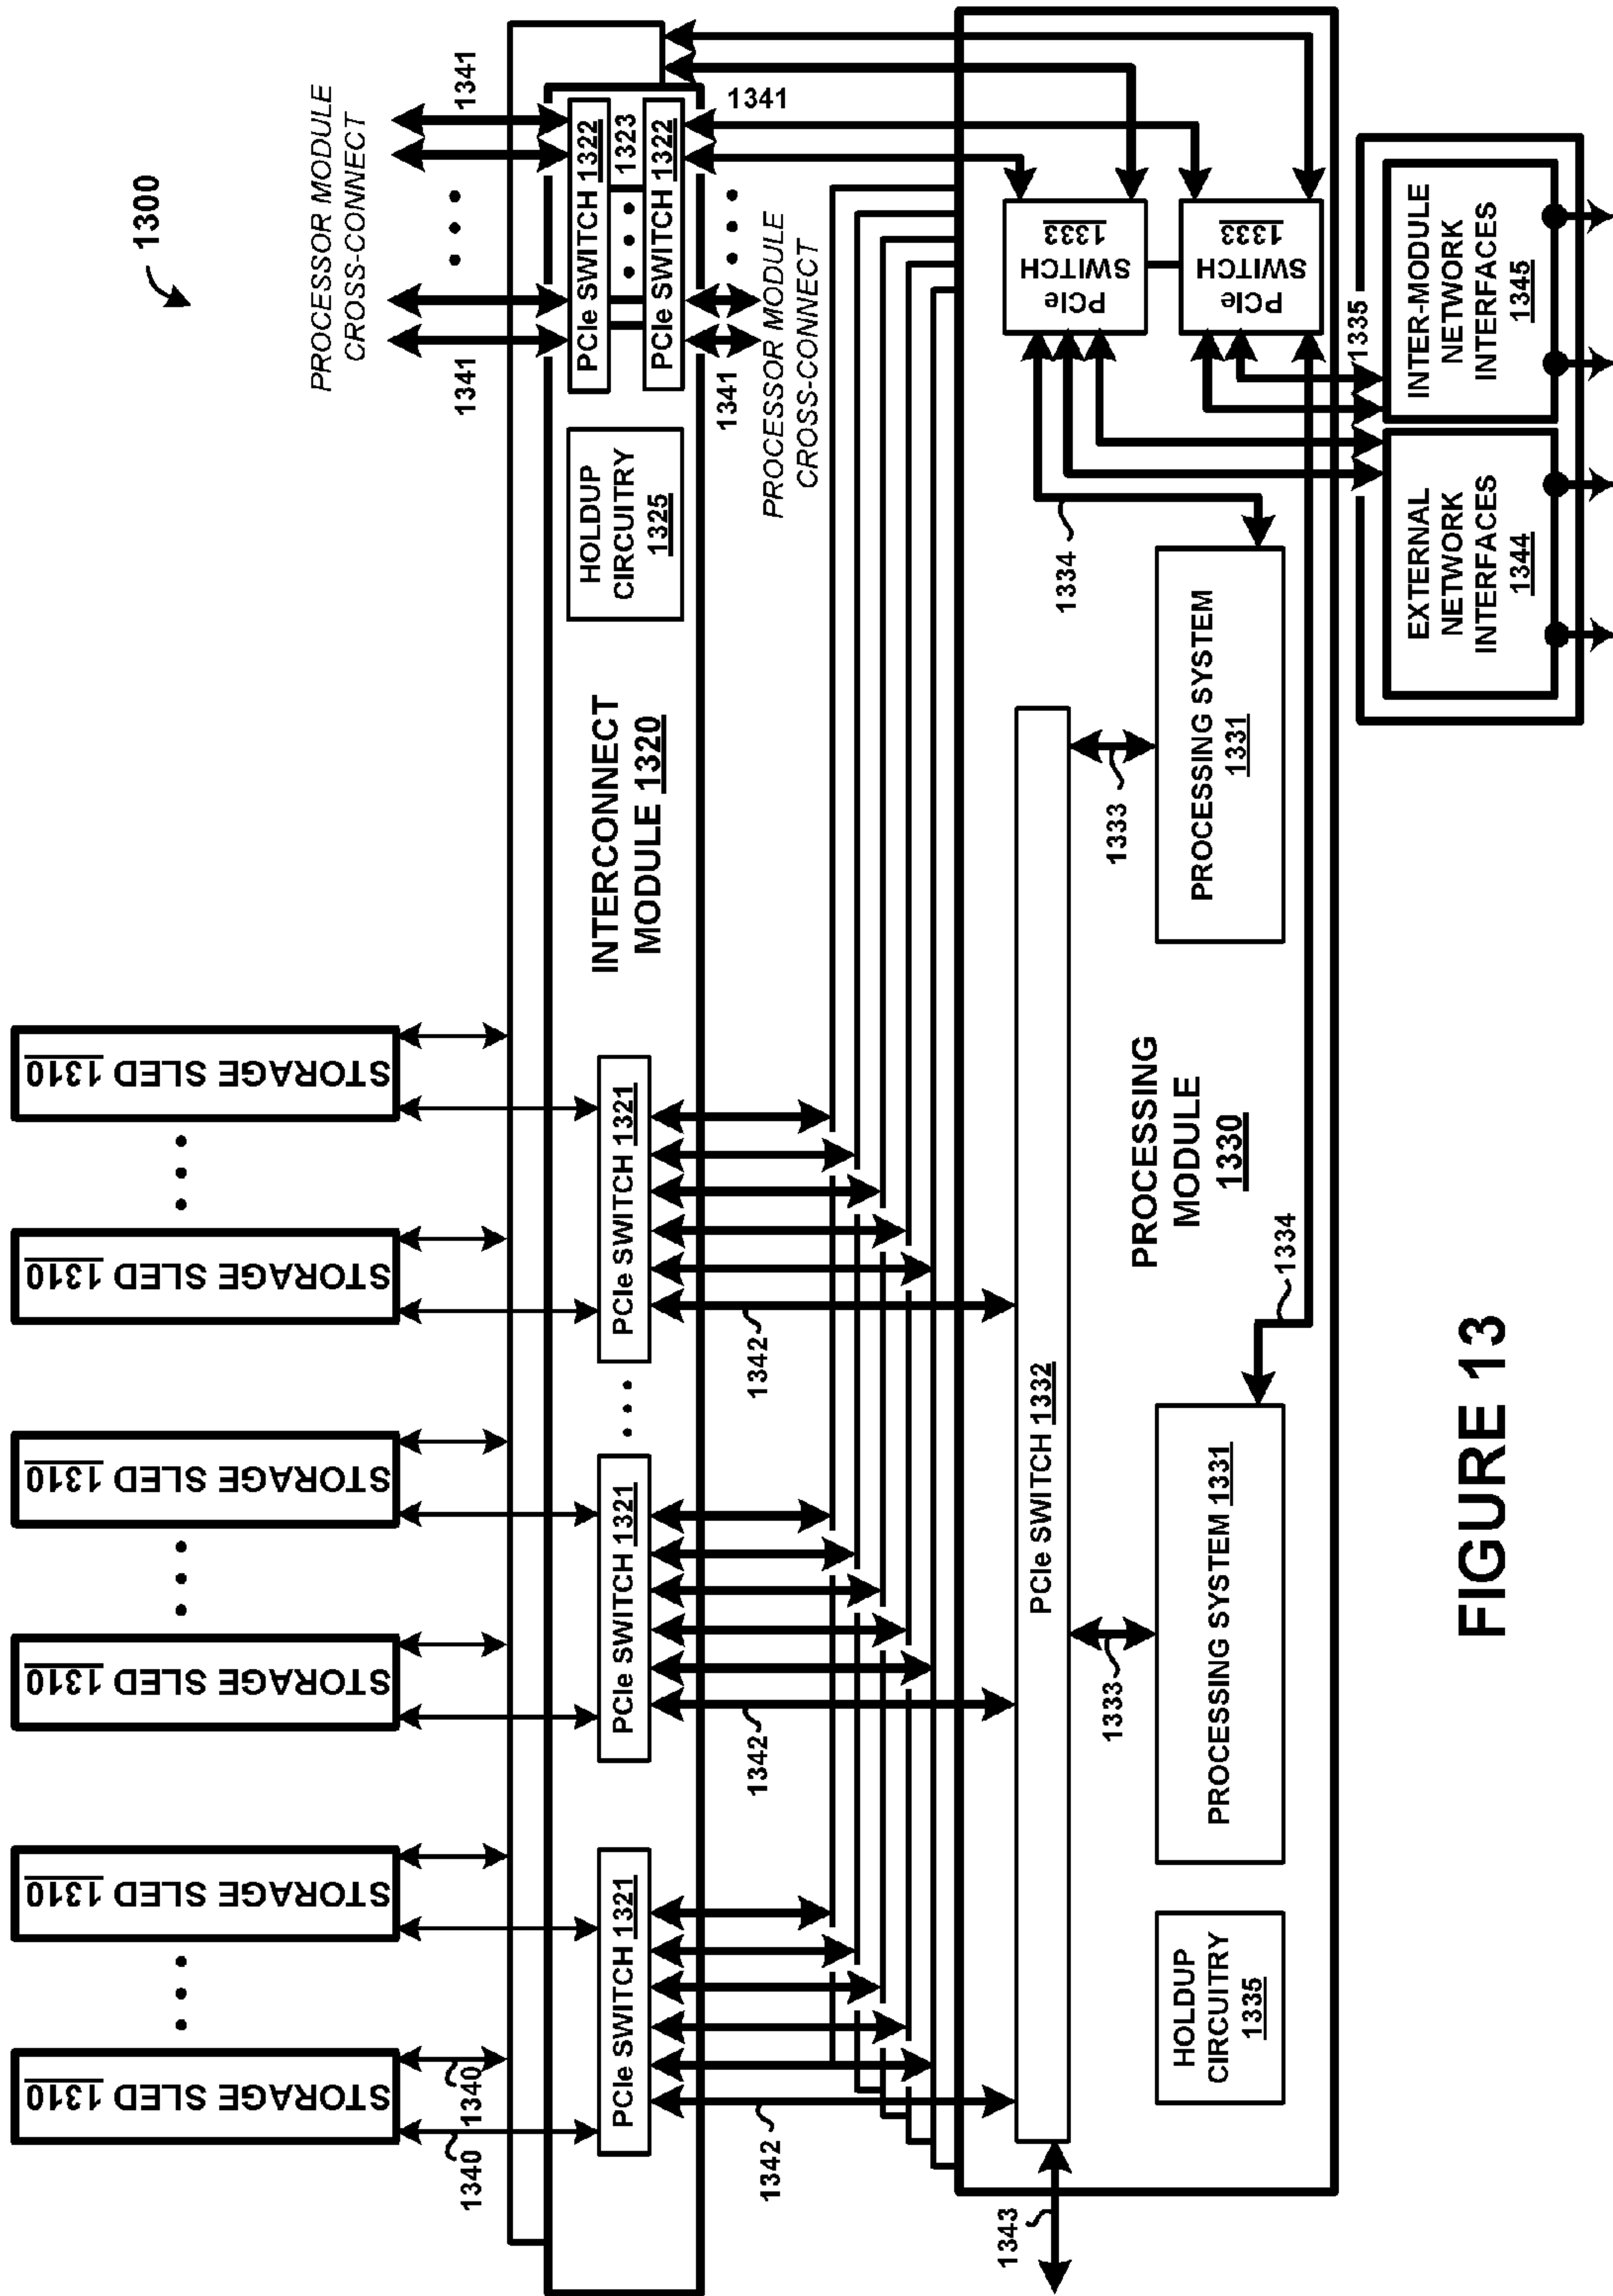 1300
STORAGE SLED 1310
STORAGE SLED 1310
STORAGE SLED 1310
STORAGE SLED 1310
STORAGE SLED 1310
STORAGE SLED 1310
PROCESSOR MODULE
CROSS-CONNECT
1340
1340
1341
1341
INTERCONNECT
MODULE 1320
PCIe SWITCH 1321
PCIe SWITCH 1321
PCIe SWITCH 1321
HOLDUP
CIRCUITRY
1325
PCIe SWITCH 1322
1323
PCIe SWITCH 1322
1341
1341
PROCESSOR MODULE
CROSS-CONNECT
1342
1342
1342
1343
PCIe SWITCH 1332
PROCESSING
MODULE
1330
PCIe
SWITCH
1333
PCIe
SWITCH
1333
1333
1333
1334
1334
HOLDUP
CIRCUITRY
1335
PROCESSING SYSTEM 1331
PROCESSING SYSTEM
1331
1335
EXTERNAL
NETWORK
INTERFACES
1344
INTER-MODULE
NETWORK
INTERFACES
1345
FIGURE 13